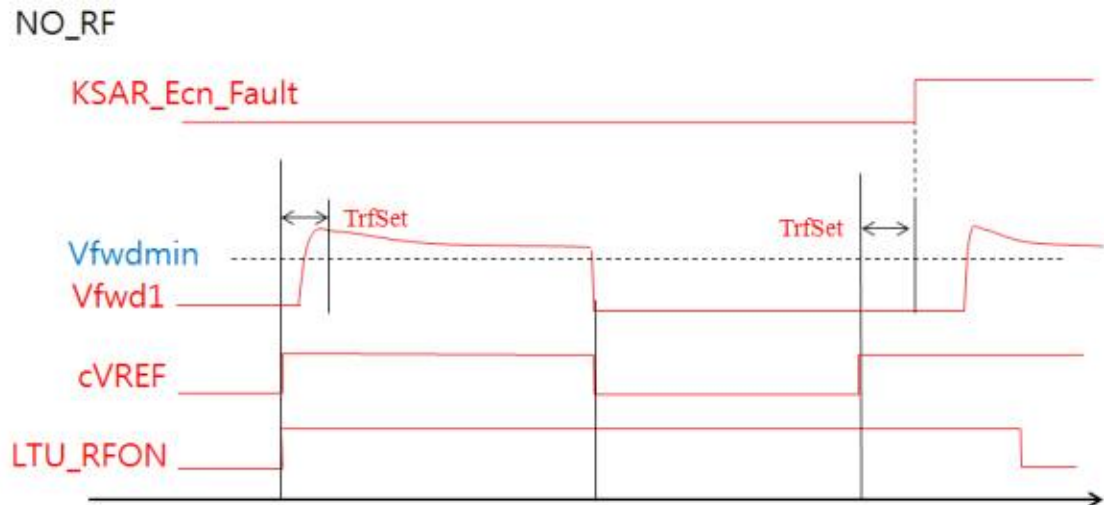 NO_RF
KSAR_Ecn_Fault
TrfSet
TrfSet
Vfwdmin
Vfwd1
cVREF
LTU_RFON